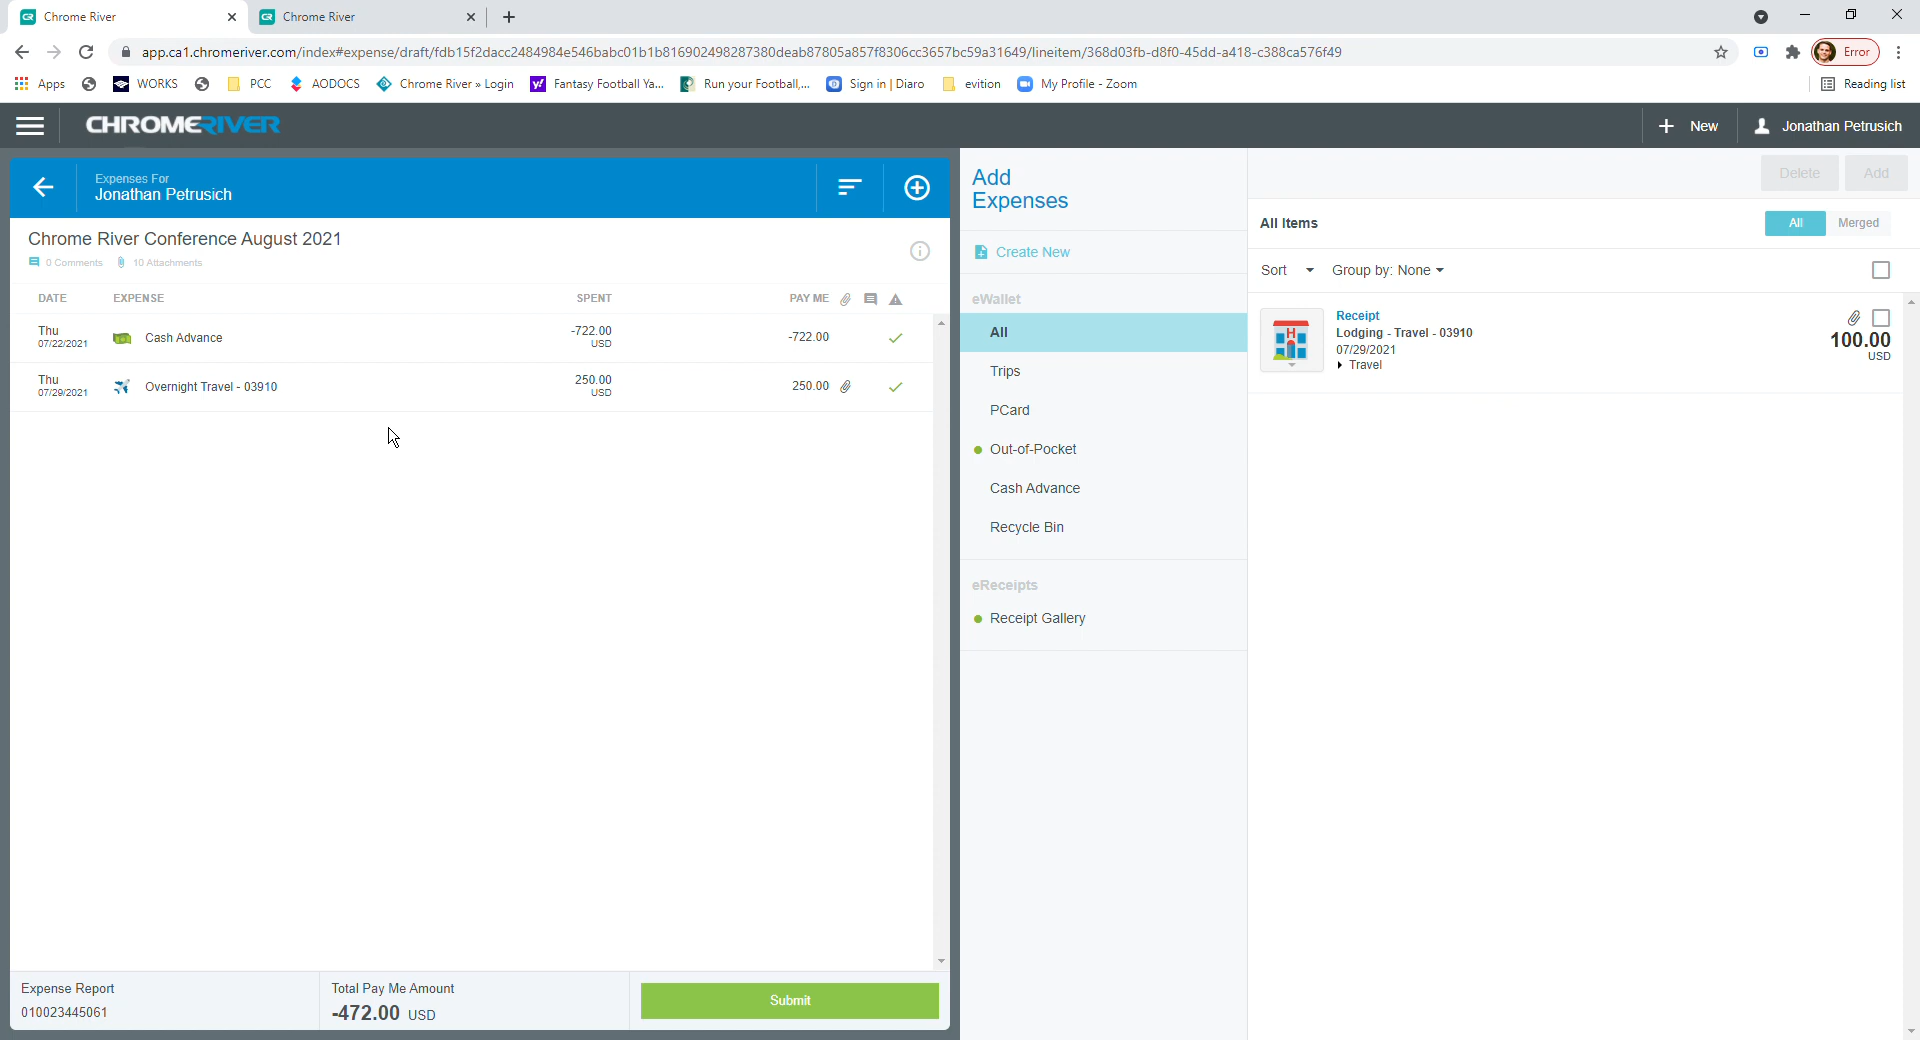 Chrome River
Chrome River
app.ca1.chromeriver.com/index#expense/draft/fdb15f2dacc2484984e546babc01b1b816902498287380deab87805a857f8306cc3657bc59a31649/lineitem/368d03fb-d8f0-45dd-a418-c388ca576f49
Error
Apps
WORKS
PCC
AODOCS
Chrome River » Login
Fantasy Football Ya...
Run your Football,...
Sign in | Diaro
evition
My Profile - Zoom
Reading list
CHROMERIVER
New
Jonathan Petrusich
Expenses For
Jonathan Petrusich
Chrome River Conference August 2021
0 Comments 10 Attachments
DATE EXPENSE SPENT PAY ME
Thu
07/22/2021
Cash Advance
-722.00
USD
-722.00
Thu
07/29/2021
Overnight Travel - 03910
250.00
USD
250.00
Expense Report
010023445061
Total Pay Me Amount
-472.00 USD
Submit
Add
Expenses
Create New
eWallet
All
Trips
PCard
Out-of-Pocket
Cash Advance
Recycle Bin
eReceipts
Receipt Gallery
Delete
Add
All Items
All
Merged
Sort
Group by: None
Receipt
Lodging - Travel - 03910
07/29/2021
Travel
100.00
USD